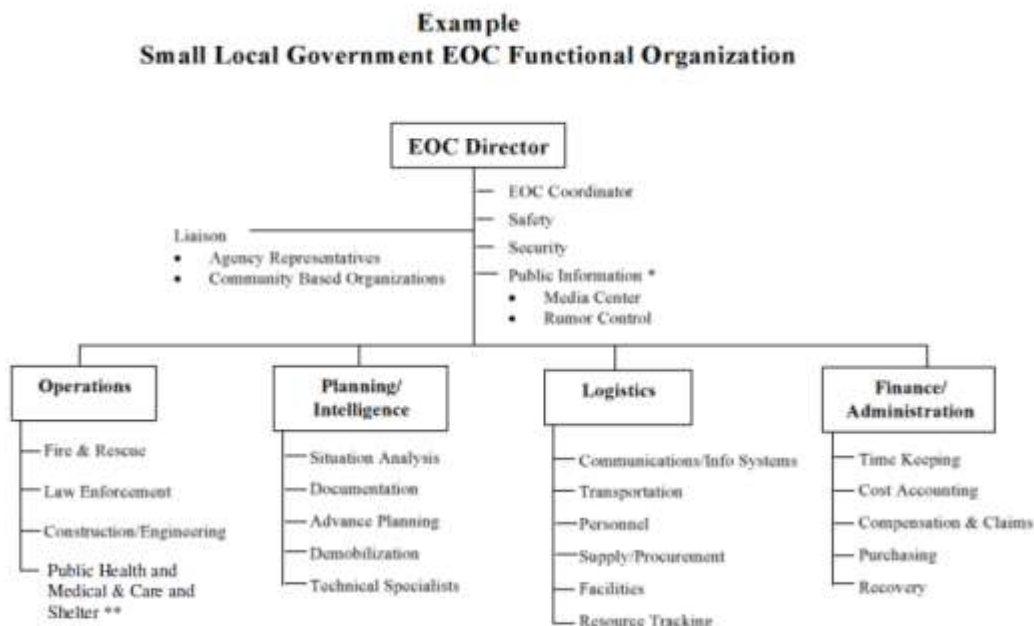 Example
Small Local Government EOC Functional Organization
EOC Director
EOC Coordinator
Safety
Security
Public Information *
• Media Center
• Rumor Control
Liaison
• Agency Representatives
• Community Based Organizations
Operations
Fire & Rescue
Law Enforcement
Construction/Engineering
Public Health and
Medical & Care and
Shelter **
Planning/
Intelligence
Situation Analysis
Documentation
Advance Planning
Demobilization
Technical Specialists
Logistics
Communications/Info Systems
Transportation
Personnel
Supply/Procurement
Facilities
Resource Tracking
Finance/
Administration
Time Keeping
Cost Accounting
Compensation & Claims
Purchasing
Recovery